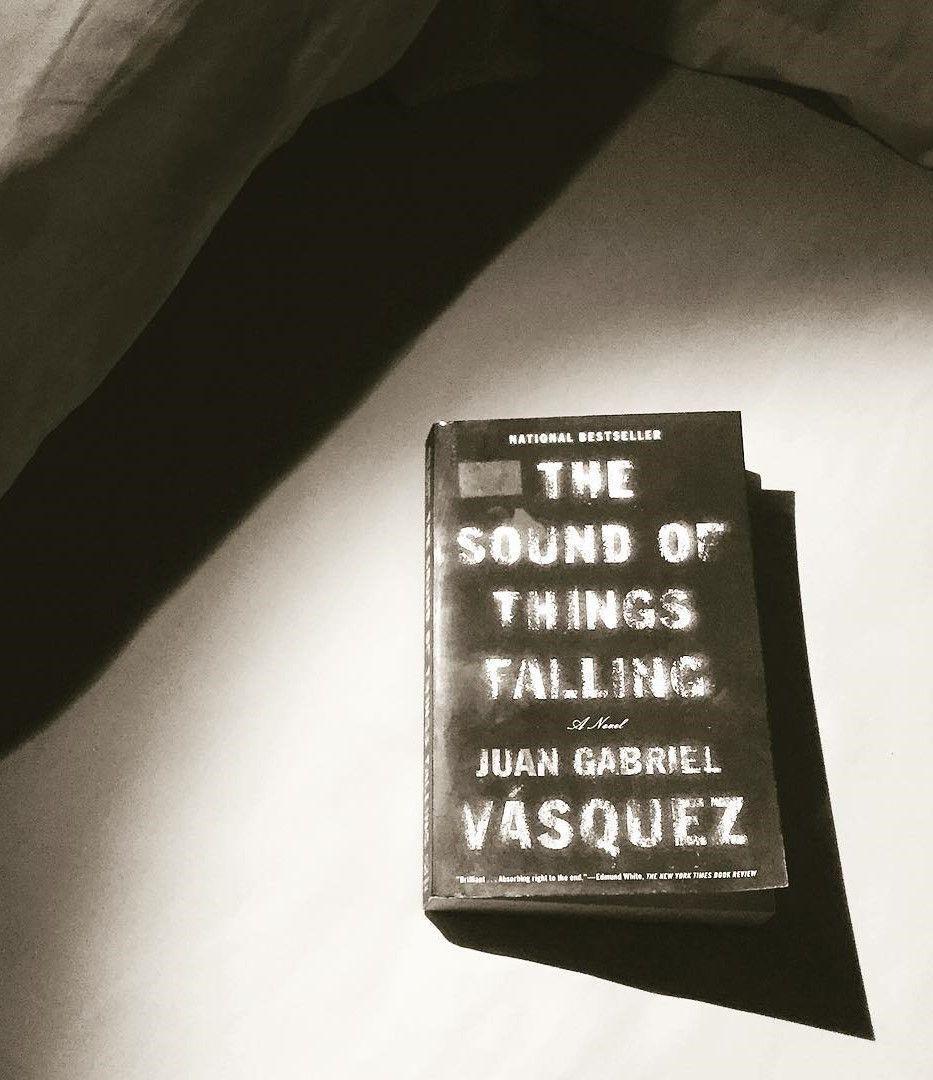 NATIONAL BESTSELLER
THE
SOUND OF
THINGS
FALLING
A Novel
JUAN GABRIEL
VÁSQUEZ
"Brilliant . . . Absorbing right to the end."—Edmund White, THE NEW YORK TIMES BOOK REVIEW